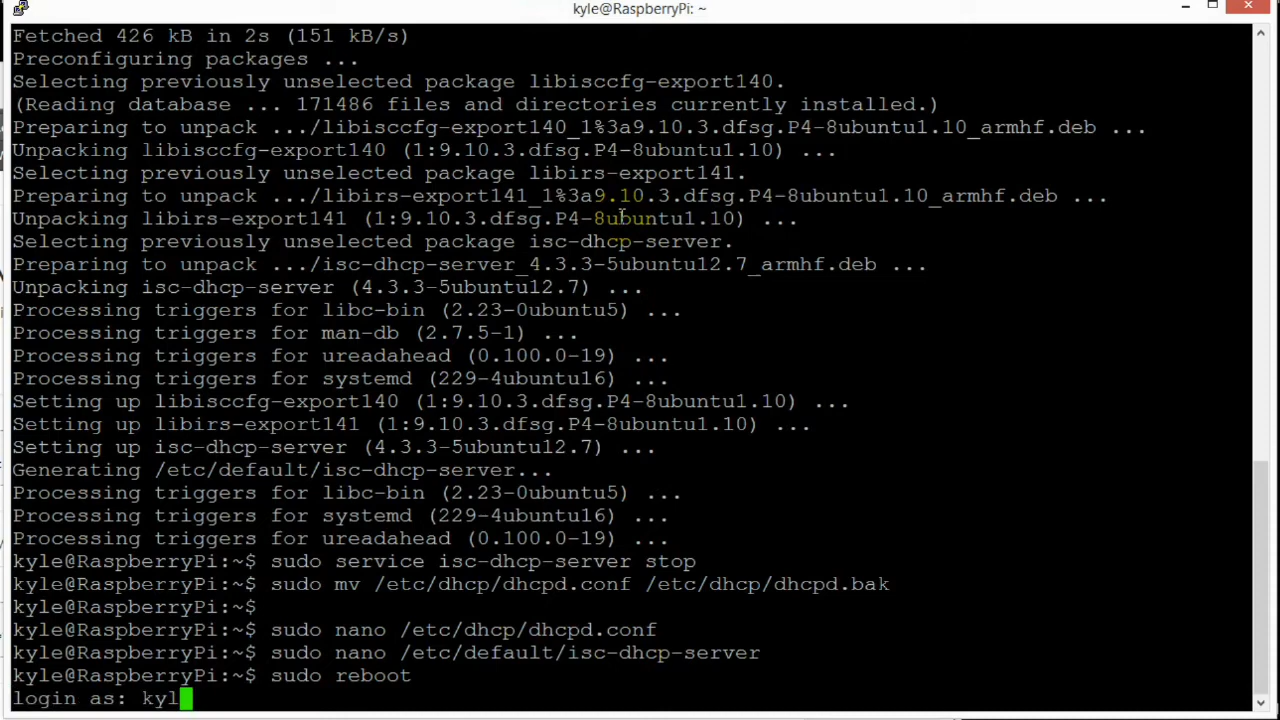 kyle@RaspberryPi: ~
Fetched 426 kB in 2s (151 kB/s)
Preconfiguring packages ...
Selecting previously unselected package libisccfg-export140.
(Reading database ... 171486 files and directories currently installed.)
Preparing to unpack .../libisccfg-export140_1%3a9.10.3.dfsg.P4-8ubuntu1.10_armhf.deb ...
Unpacking libisccfg-export140 (1:9.10.3.dfsg.P4-8ubuntu1.10) ...
Selecting previously unselected package libirs-export141.
Preparing to unpack .../libirs-export141_1%3a9.10.3.dfsg.P4-8ubuntu1.10_armhf.deb ...
Unpacking libirs-export141 (1:9.10.3.dfsg.P4-8ubuntu1.10) ...
Selecting previously unselected package isc-dhcp-server.
Preparing to unpack .../isc-dhcp-server_4.3.3-5ubuntu12.7_armhf.deb ...
Unpacking isc-dhcp-server (4.3.3-5ubuntu12.7) ...
Processing triggers for libc-bin (2.23-0ubuntu5) ...
Processing triggers for man-db (2.7.5-1) ...
Processing triggers for ureadahead (0.100.0-19) ...
Processing triggers for systemd (229-4ubuntu16) ...
Setting up libisccfg-export140 (1:9.10.3.dfsg.P4-8ubuntu1.10) ...
Setting up libirs-export141 (1:9.10.3.dfsg.P4-8ubuntu1.10) ...
Setting up isc-dhcp-server (4.3.3-5ubuntu12.7) ...
Generating /etc/default/isc-dhcp-server...
Processing triggers for libc-bin (2.23-0ubuntu5) ...
Processing triggers for systemd (229-4ubuntu16) ...
Processing triggers for ureadahead (0.100.0-19) ...
kyle@RaspberryPi:~$ sudo service isc-dhcp-server stop
kyle@RaspberryPi:~$ sudo mv /etc/dhcp/dhcpd.conf /etc/dhcp/dhcpd.bak
kyle@RaspberryPi:~$
kyle@RaspberryPi:~$ sudo nano /etc/dhcp/dhcpd.conf
kyle@RaspberryPi:~$ sudo nano /etc/default/isc-dhcp-server
kyle@RaspberryPi:~$ sudo reboot
login as: kyl